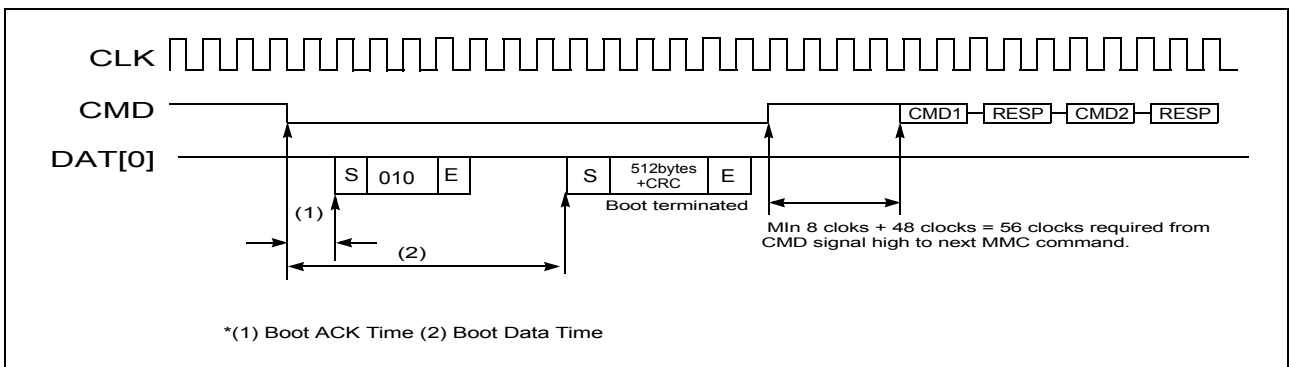 CLK
CMD
CMD1 RESP CMD2 RESP
DAT[0]
S 010 E S 512bytes +CRC E
Boot terminated
(1)
(2)
MIn 8 cloks + 48 clocks = 56 clocks required from
CMD signal high to next MMC command.
*(1) Boot ACK Time (2) Boot Data Time